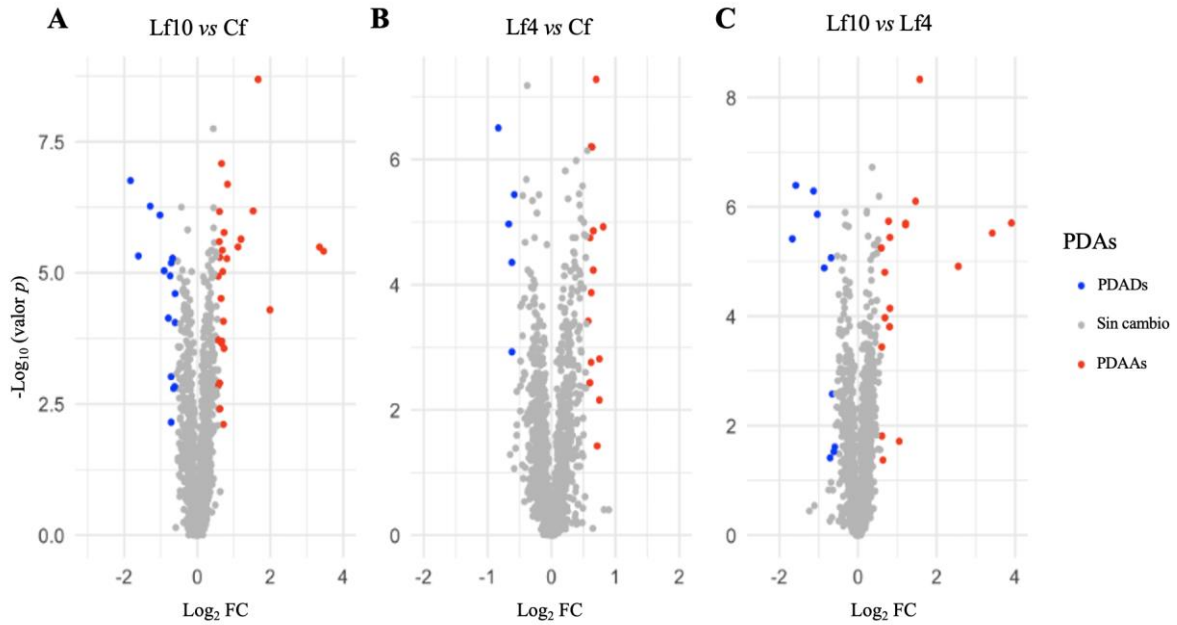 A
Lf10 vs Cf
B
Lf4 vs Cf
C
Lf10 vs Lf4
-Log₁₀ (valor p)
7.5
5.0
2.5
0.0
-2
0
2
4
Log₂ FC
6
4
2
0
-2
-1
0
1
2
Log₂ FC
8
6
4
2
0
-2
0
2
4
Log₂ FC
PDAs
PDADs
Sin cambio
PDAAs